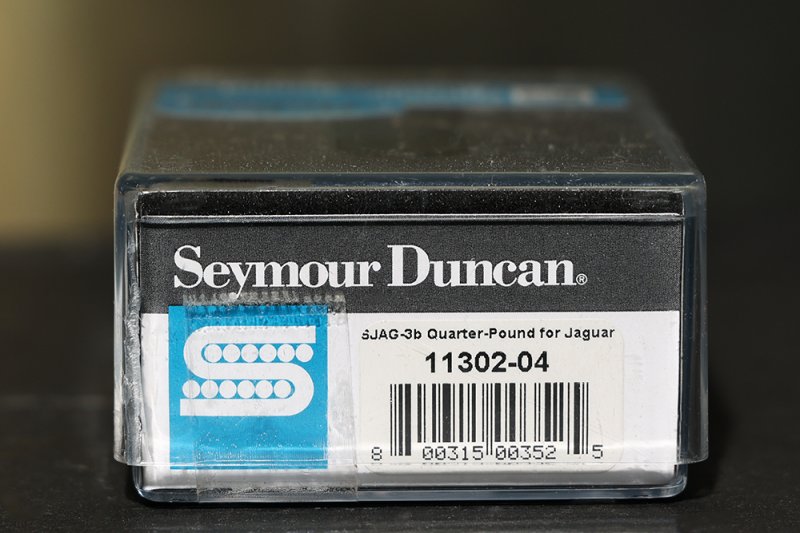 Seymour Duncan®
SJAG-3b Quarter-Pound for Jaguar
11302-04
8 00315 00352 5